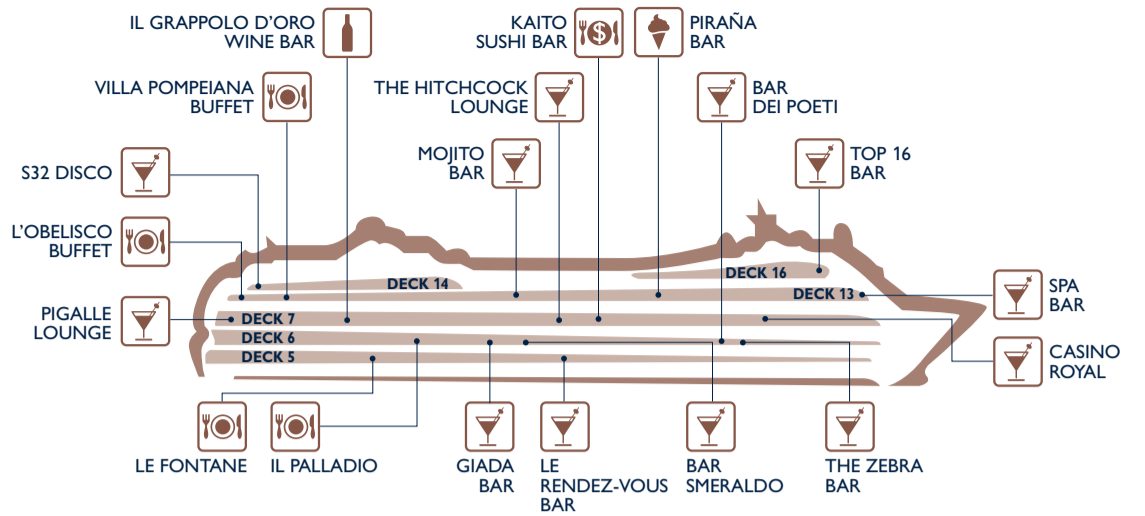 IL GRAPPOLO D'ORO
WINE BAR
KAITO
SUSHI BAR
$
PIRAÑA
BAR
VILLA POMPEIANA
BUFFET
THE HITCHCOCK
LOUNGE
BAR
DEI POETI
MOJITO
BAR
TOP 16
BAR
S32 DISCO
L'OBELISCO
BUFFET
DECK 16
DECK 14
DECK 13
SPA
BAR
PIGALLE
LOUNGE
DECK 7
DECK 6
DECK 5
CASINO
ROYAL
LE FONTANE
IL PALLADIO
GIADA
BAR
LE
RENDEZ-VOUS
BAR
BAR
SMERALDO
THE ZEBRA
BAR